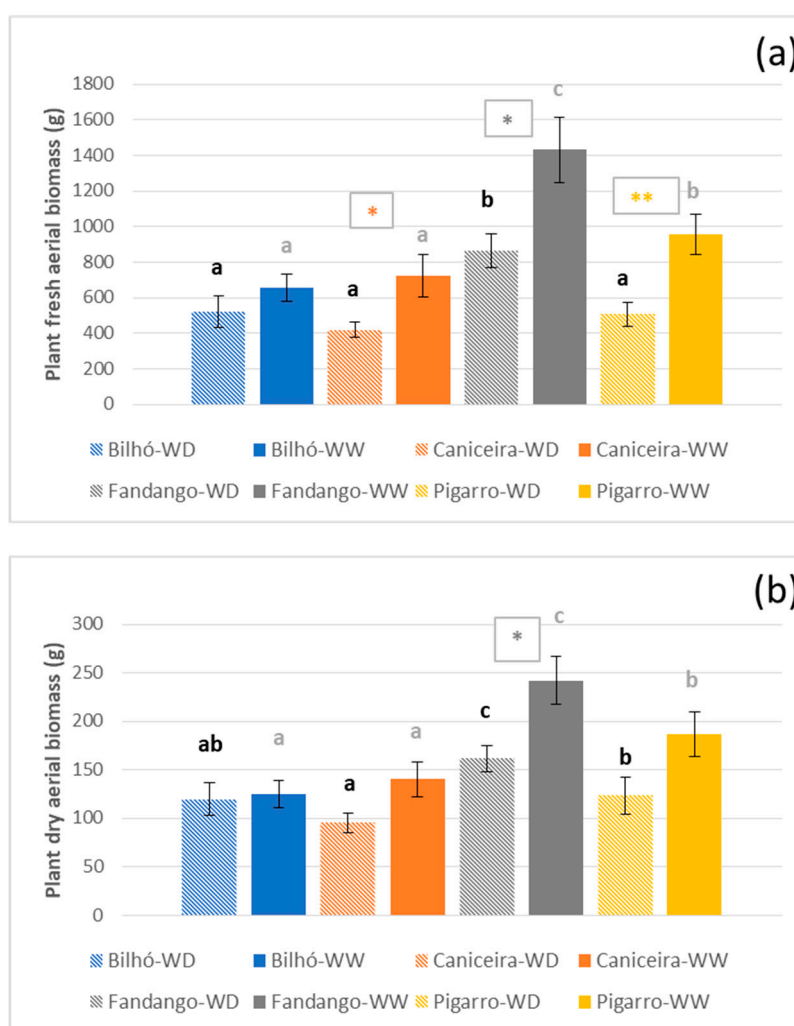 (a)
Plant fresh aerial biomass (g)
1800
1600
1400
1200
1000
800
600
400
200
0
a
a
*
a
a
b
*
c
**
a
b
Bilhó-WD Bilhó-WW Caniceira-WD Caniceira-WW
Fandango-WD Fandango-WW Pigarro-WD Pigarro-WW
(b)
Plant dry aerial biomass (g)
300
250
200
150
100
50
0
ab
a
a
a
c
*
c
b
b
Bilhó-WD Bilhó-WW Caniceira-WD Caniceira-WW
Fandango-WD Fandango-WW Pigarro-WD Pigarro-WW